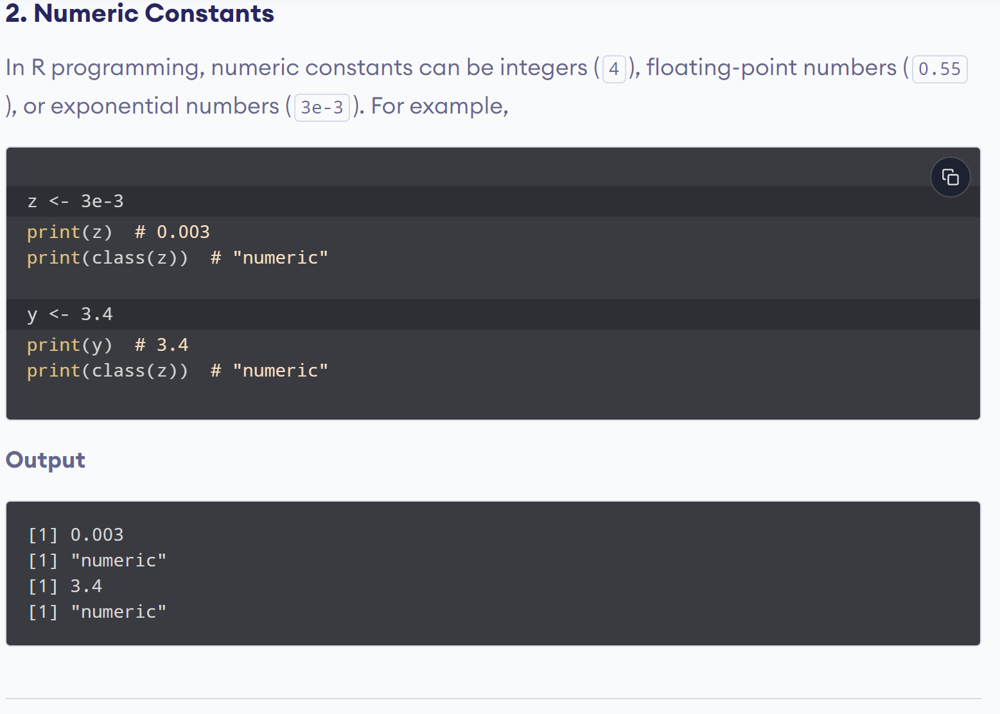 2. Numeric Constants
In R programming, numeric constants can be integers ( 4 ), floating-point numbers ( 0.55
), or exponential numbers ( 3e-3 ). For example,
z <- 3e-3
print(z)  # 0.003
print(class(z))  # "numeric"
y <- 3.4
print(y)  # 3.4
print(class(z))  # "numeric"
Output
[1] 0.003
[1] "numeric"
[1] 3.4
[1] "numeric"